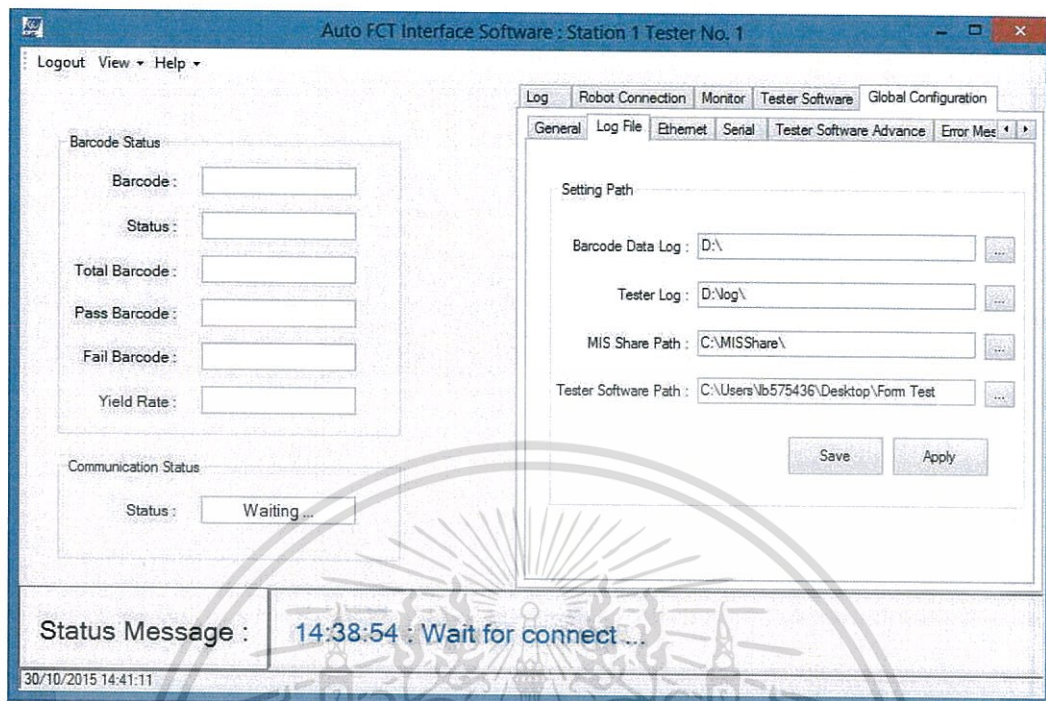 Auto FCT Interface Software : Station 1 Tester No. 1
Logout View Help
Log Robot Connection Monitor Tester Software Global Configuration
General Log File Ethernet Serial Tester Software Advance Error Mes
Barcode Status
Barcode :
Status :
Total Barcode :
Pass Barcode :
Fail Barcode :
Yield Rate :
Communication Status
Status : Waiting ...
Setting Path
Barcode Data Log : D:\ ...
Tester Log : D:\log\ ...
MIS Share Path : C:\MISShare\ ...
Tester Software Path : C:\Users\lb575436\Desktop\Form Test ...
Save Apply
Status Message : 14:38:54 : Wait for connect ...
30/10/2015 14:41:11